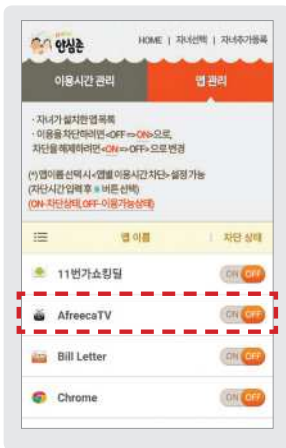 안심존 HOME | 자녀선택 | 자녀추가등록
이용시간 관리 앱 관리
· 자녀가 설치한 앱 목록
· 이용을 차단하려면 <OFF => ON>으로,
차단을 해제하려면 <ON => OFF>으로 변경
(*) 앱이름 선택 시 <앱별 이용시간 차단> 설정 가능
(차단시간 입력 후 버튼 선택)
(ON-차단상태, OFF-이용가능상태)
앱 이름 | 차단 상태
11번가쇼킹딜 ON OFF
AfreecaTV ON OFF
Bill Letter ON OFF
Chrome ON OFF